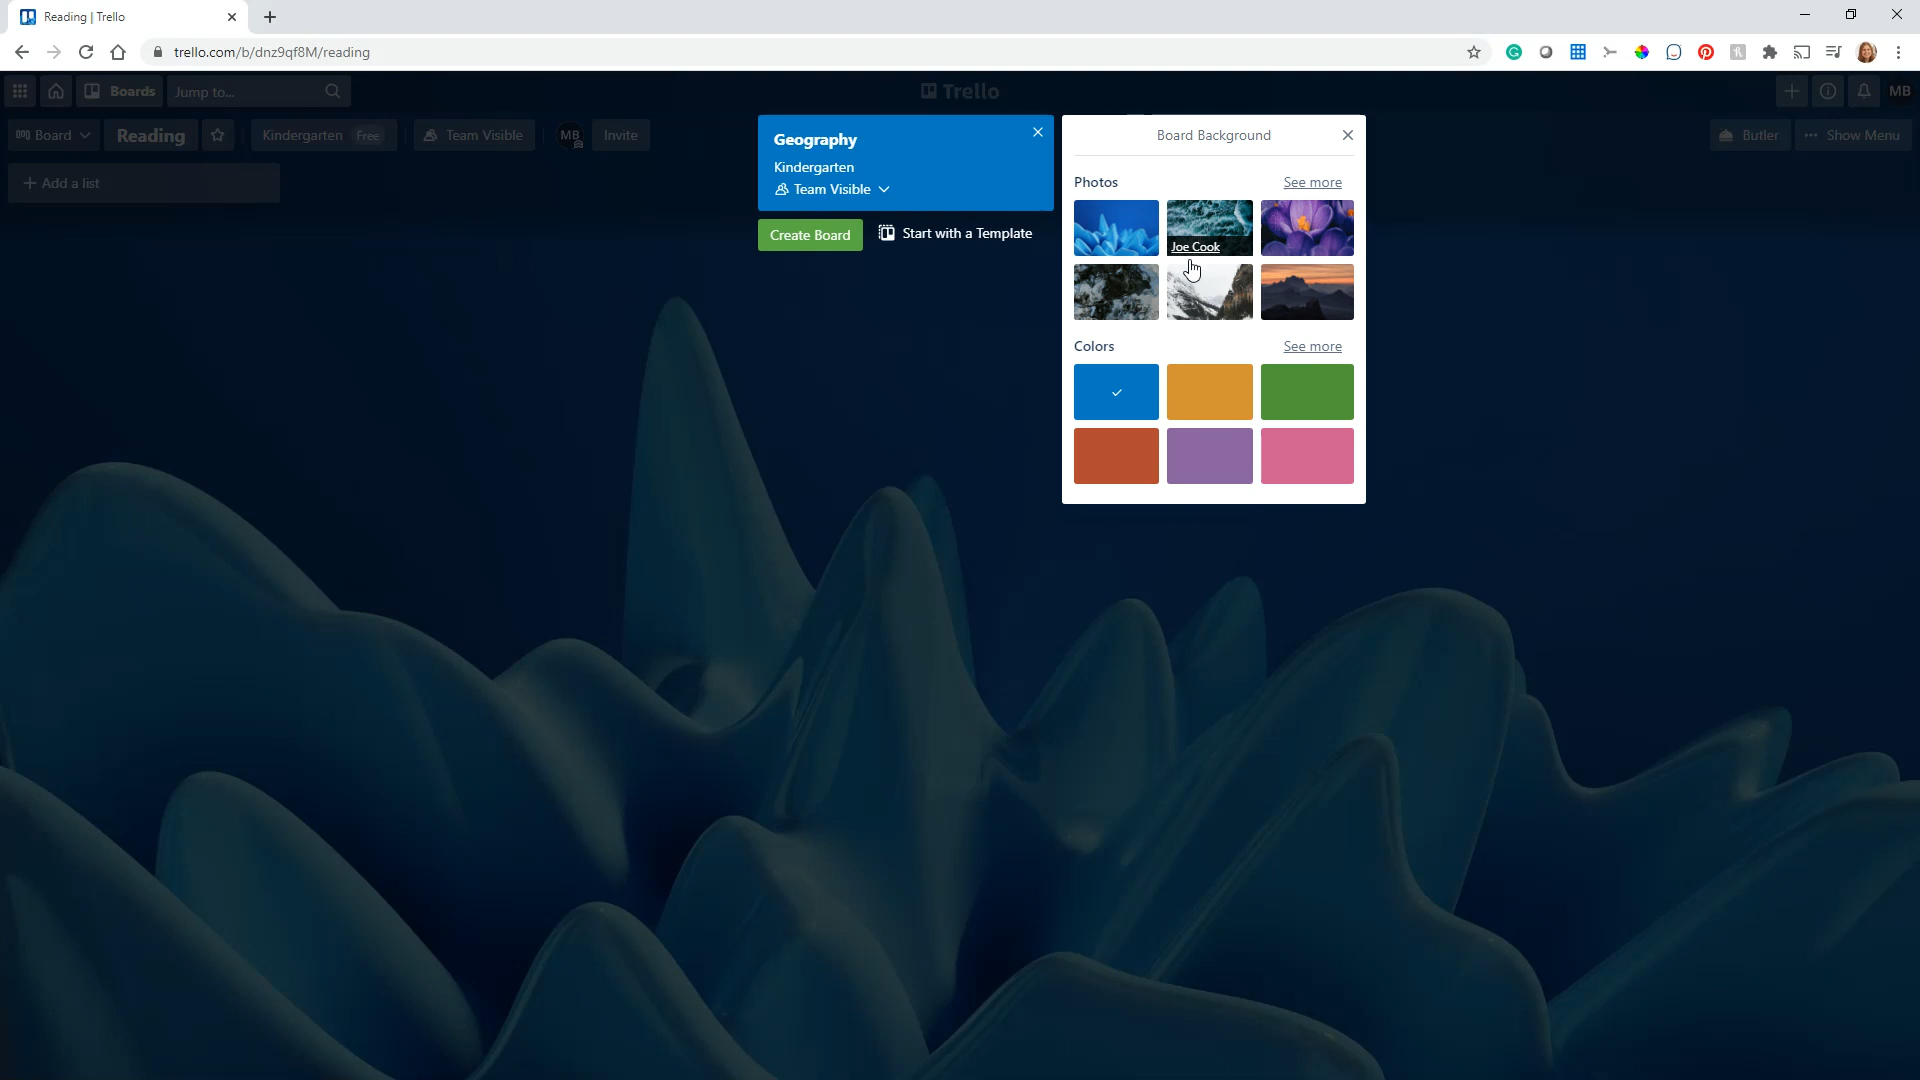 Reading | Trello
trello.com/b/dnz9qf8M/reading
Boards
Jump to...
Trello
MB
Board
Reading
Kindergarten Free
Team Visible
MB
Invite
Butler
Show Menu
Add a list
Geography
Kindergarten
Team Visible
Create Board
Start with a Template
Board Background
Photos
See more
Joe Cook
Colors
See more